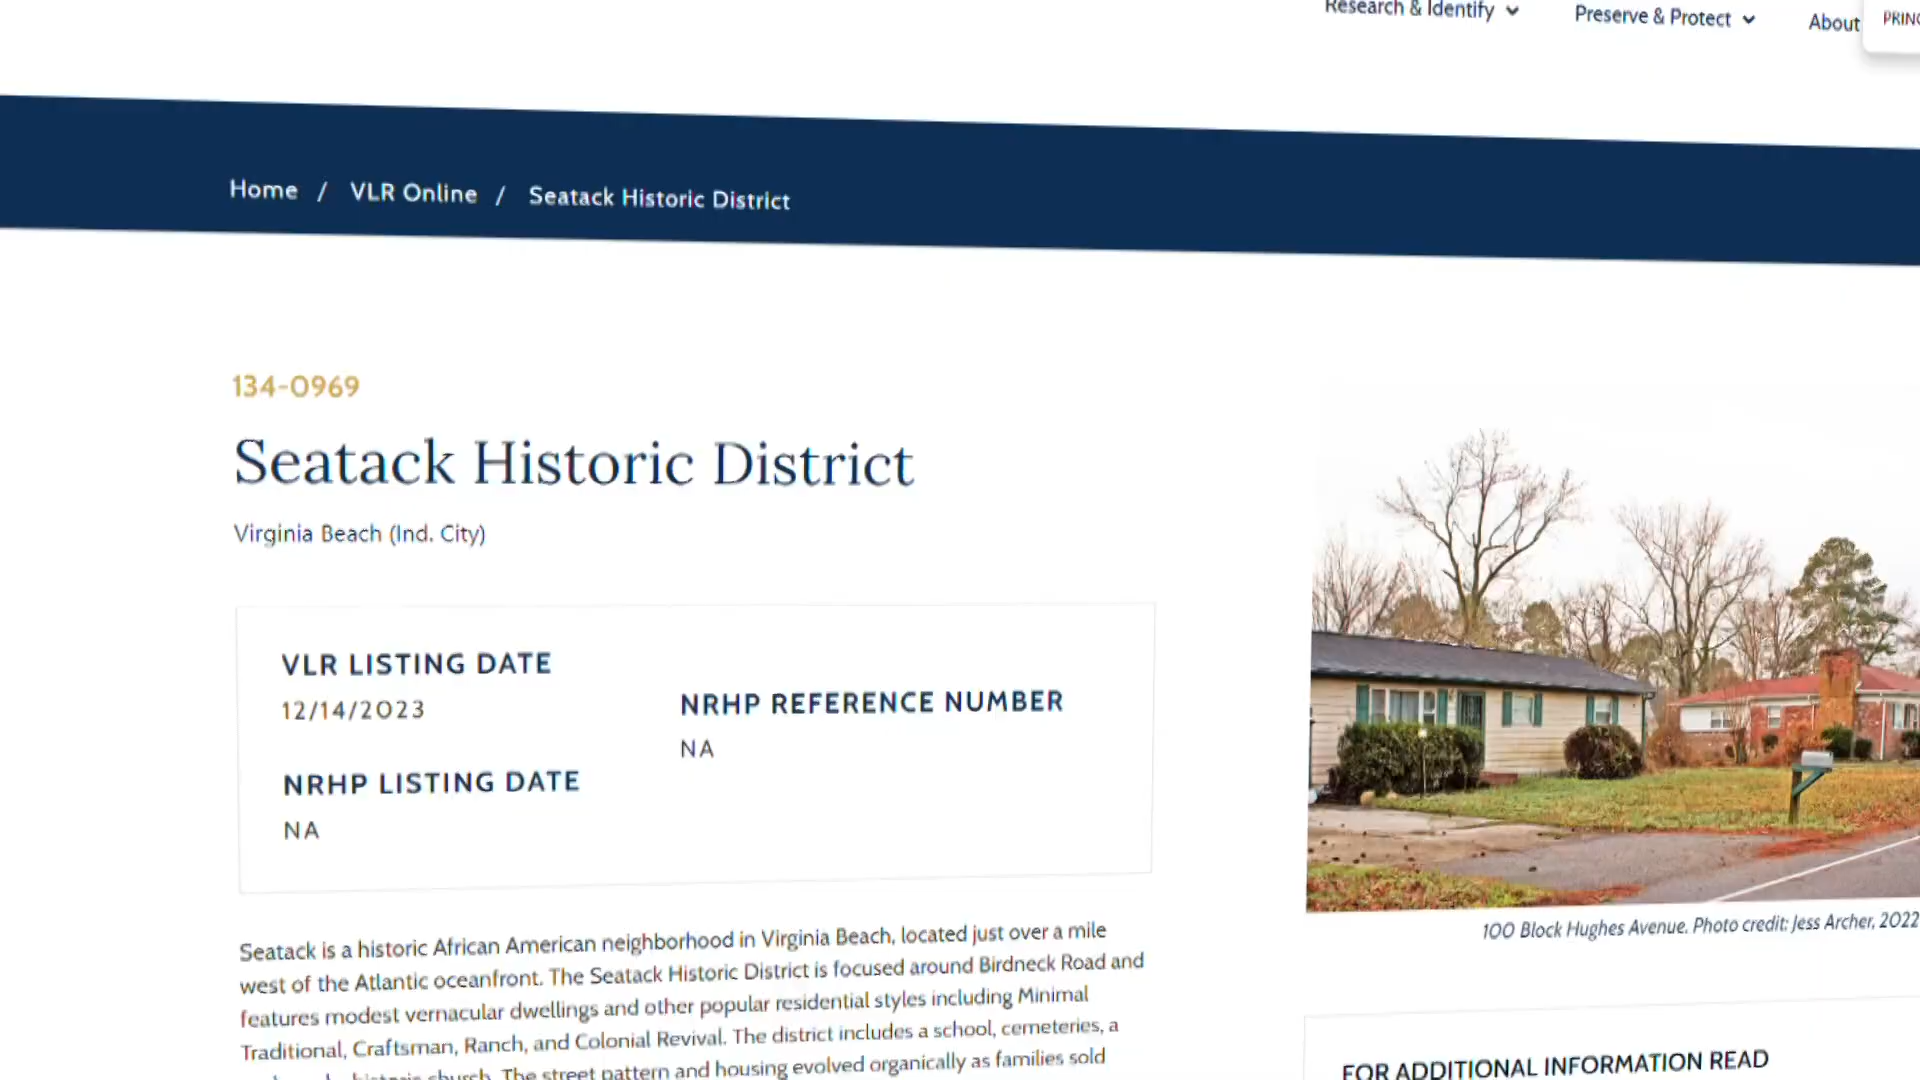 Research & Identify
Preserve & Protect
About
Home / VLR Online / Seatack Historic District
134-0969
Seatack Historic District
Virginia Beach (Ind. City)
VLR LISTING DATE
12/14/2023
NRHP REFERENCE NUMBER
NA
NRHP LISTING DATE
NA
Seatack is a historic African American neighborhood in Virginia Beach, located just over a mile
west of the Atlantic oceanfront. The Seatack Historic District is focused around Birdneck Road and
features modest vernacular dwellings and other popular residential styles including Minimal
Traditional, Craftsman, Ranch, and Colonial Revival. The district includes a school, cemeteries, a
historic church. The street pattern and housing evolved organically as families sold
100 Block Hughes Avenue. Photo credit: Jess Archer, 2022
FOR ADDITIONAL INFORMATION READ